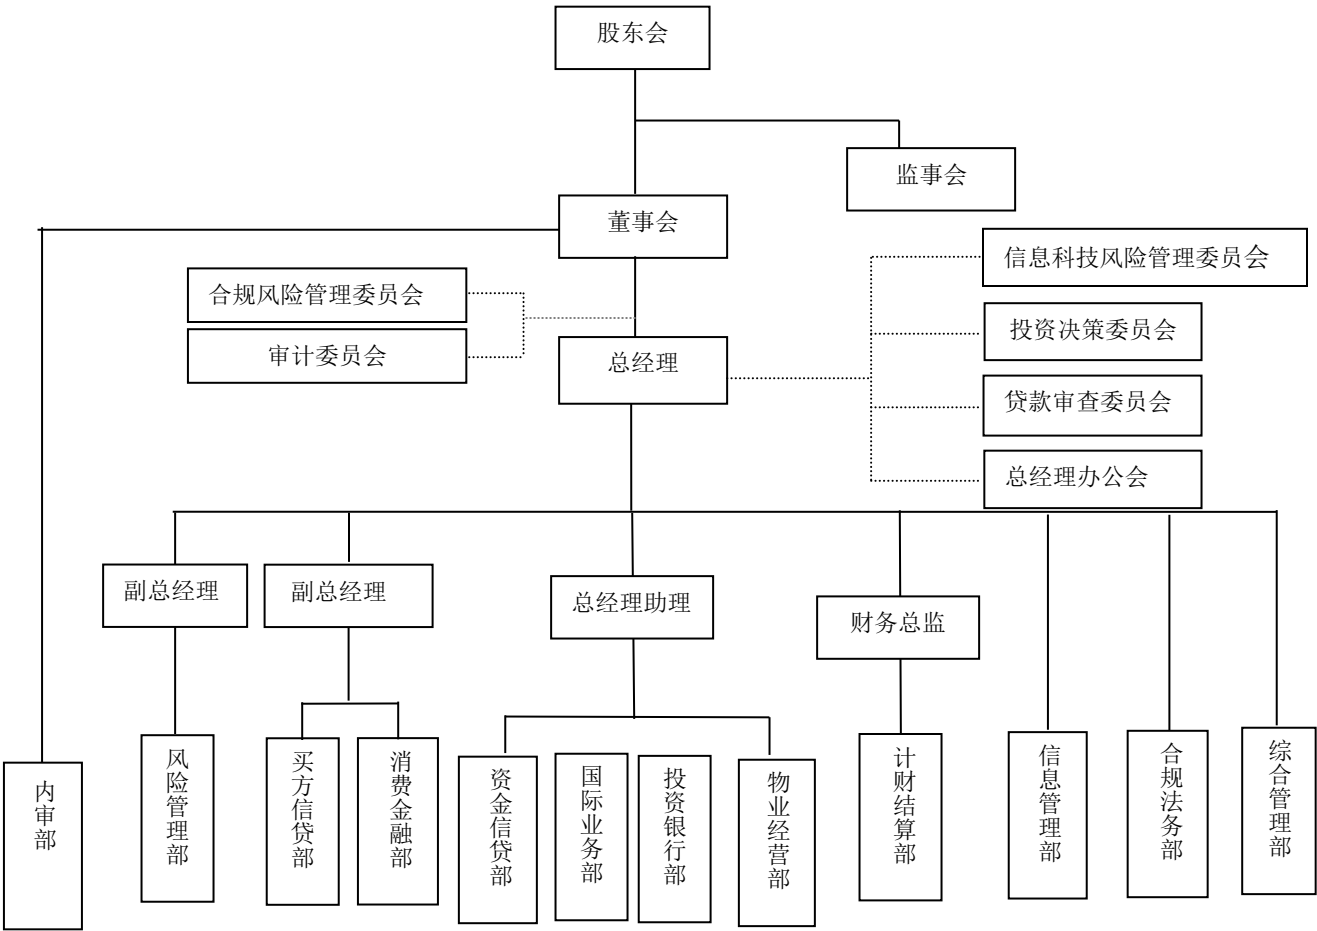 股东会
监事会
董事会
信息科技风险管理委员会
合规风险管理委员会
投资决策委员会
审计委员会
总经理
贷款审查委员会
总经理办公会
副总经理
副总经理
总经理助理
财务总监
内审部
风险管理部
买方信贷部
消费金融部
资金信贷部
国际业务部
投资银行部
物业经营部
计财结算部
信息管理部
合规法务部
综合管理部